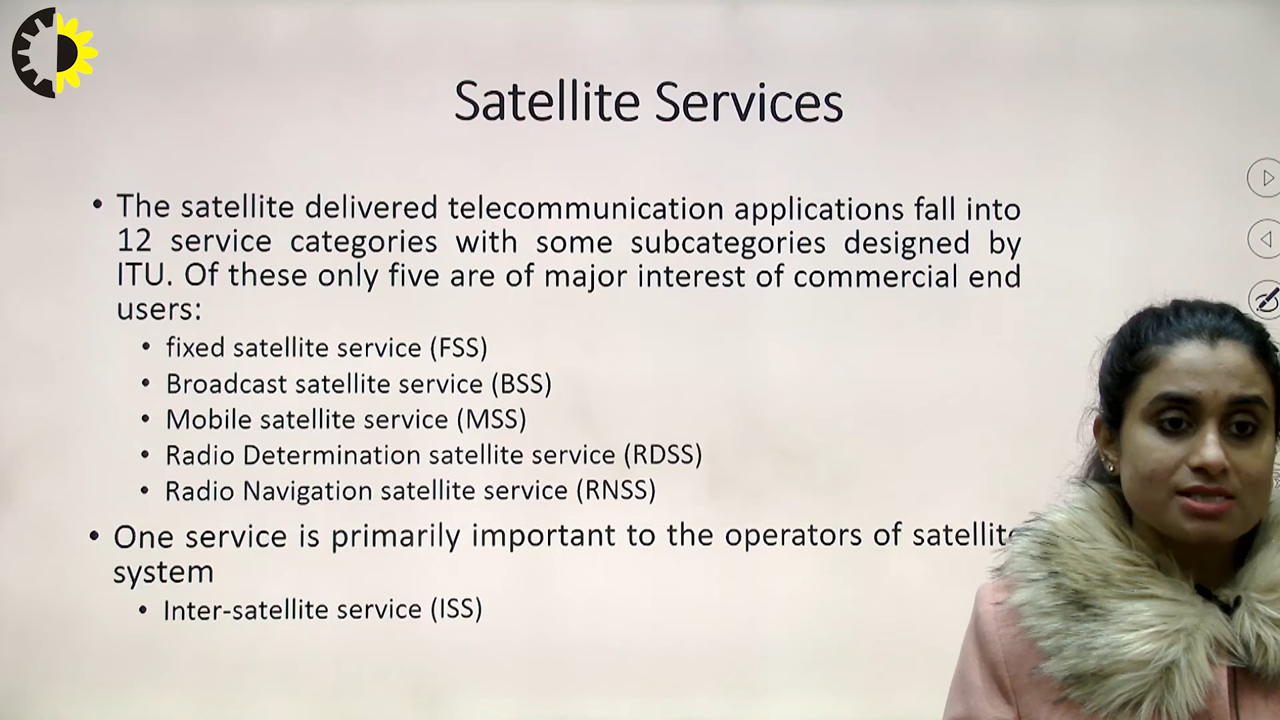 Satellite Services
• The satellite delivered telecommunication applications fall into
12 service categories with some subcategories designed by
ITU. Of these only five are of major interest of commercial end
users:
• fixed satellite service (FSS)
• Broadcast satellite service (BSS)
• Mobile satellite service (MSS)
• Radio Determination satellite service (RDSS)
• Radio Navigation satellite service (RNSS)
• One service is primarily important to the operators of satellite
system
• Inter-satellite service (ISS)